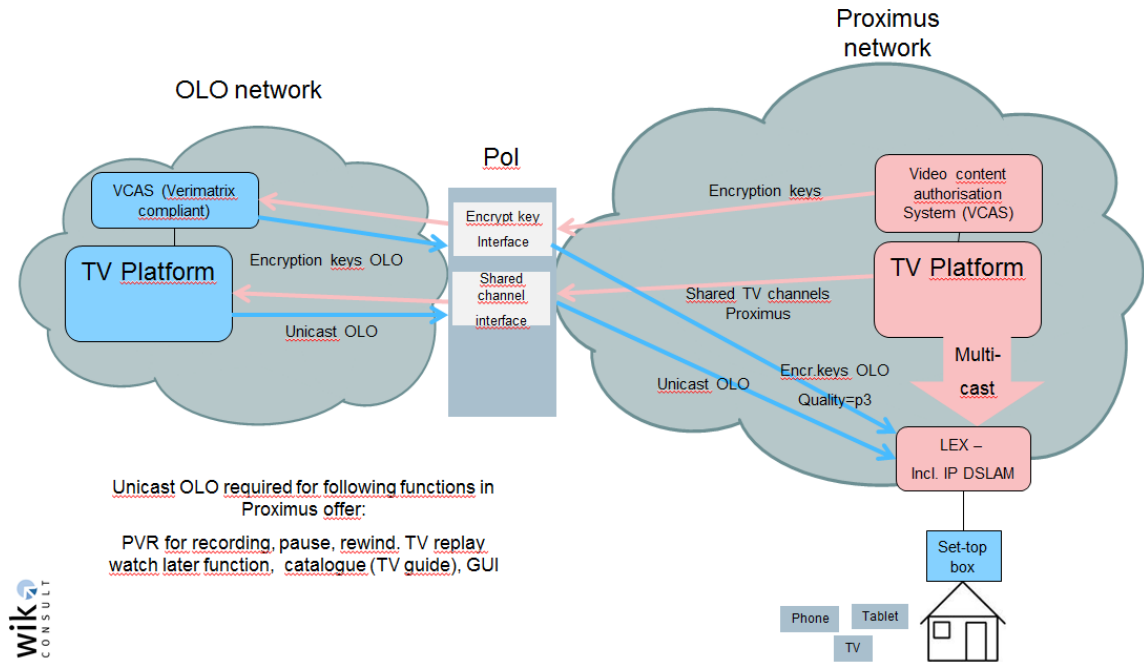 Proximus
network
OLO network
PoI
VCAS (Verimatrix
compliant)
TV Platform
Encryption keys OLO
Unicast OLO
Encrypt key
Interface
Shared
channel
interface
Encryption keys
Video content
authorisation
System (VCAS)
TV Platform
Shared TV channels
Proximus
Multi-
cast
Unicast OLO
Encr.keys OLO
Quality=p3
LEX –
Incl. IP DSLAM
Set-top
box
Phone
Tablet
TV
Unicast OLO required for following functions in
Proximus offer:
PVR for recording, pause, rewind. TV replay
watch later function, catalogue (TV guide), GUI
wik
CONSULT